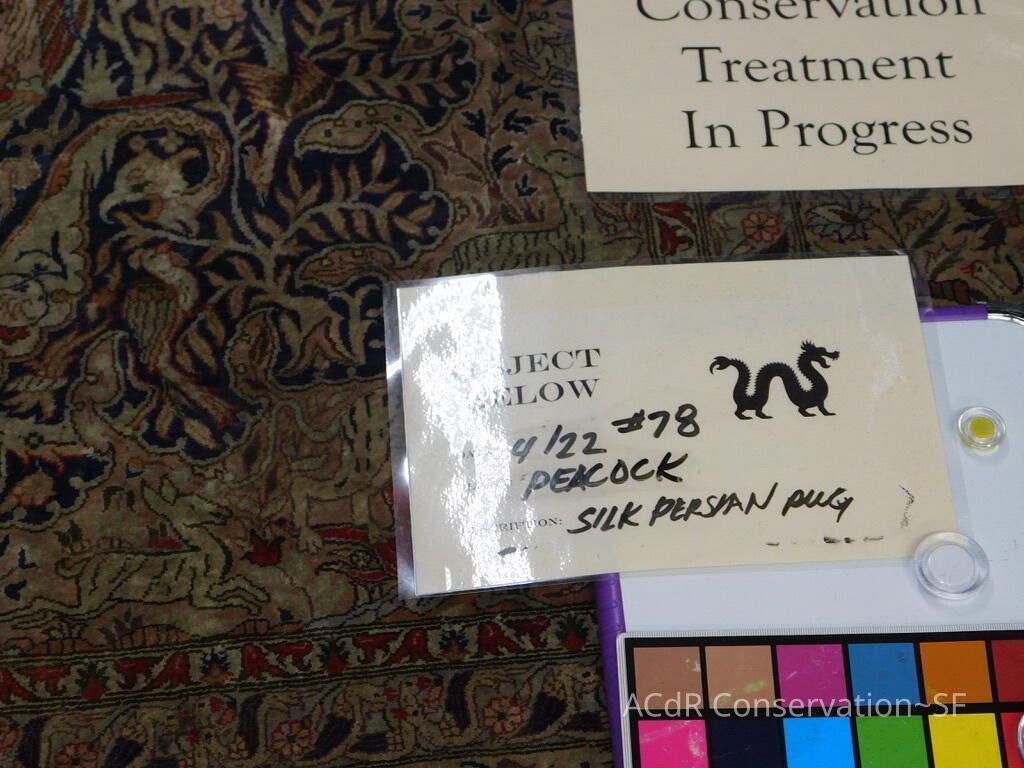 Conservation
Treatment
In Progress
4/22 #78
PEACOCK
SILK PERSIAN RUG
ACdR Conservation~SF